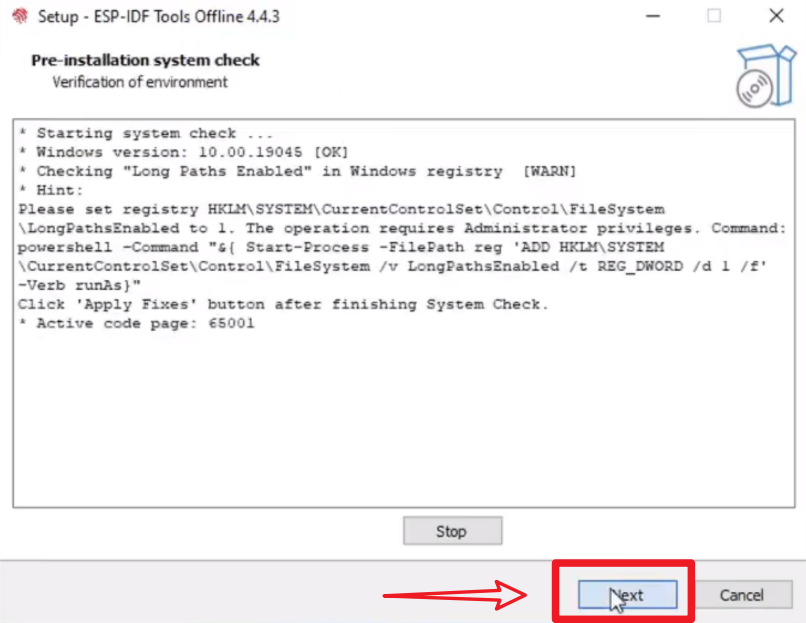 Setup - ESP-IDF Tools Offline 4.4.3
Pre-installation system check
Verification of environment
* Starting system check ...
* Windows version: 10.00.19045 [OK]
* Checking "Long Paths Enabled" in Windows registry  [WARN]
* Hint:
Please set registry HKLM\SYSTEM\CurrentControlSet\Control\FileSystem
\LongPathsEnabled to 1. The operation requires Administrator privileges. Command:
powershell -Command "&{ Start-Process -FilePath reg 'ADD HKLM\SYSTEM
\CurrentControlSet\Control\FileSystem /v LongPathsEnabled /t REG_DWORD /d 1 /f'
-Verb runAs}"
Click 'Apply Fixes' button after finishing System Check.
* Active code page: 65001
Stop
Next
Cancel